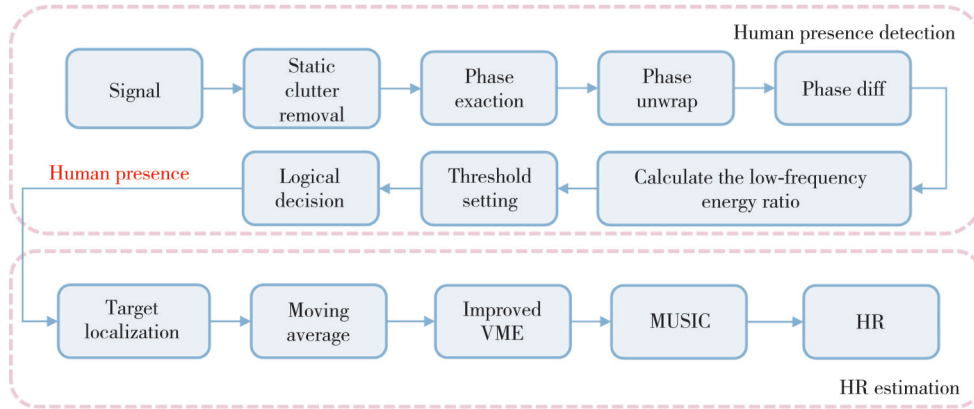 Human presence detection
Signal
Static
clutter
removal
Phase
exaction
Phase
unwrap
Phase diff
Human presence
Logical
decision
Threshold
setting
Calculate the low-frequency
energy ratio
Target
localization
Moving
average
Improved
VME
MUSIC
HR
HR estimation